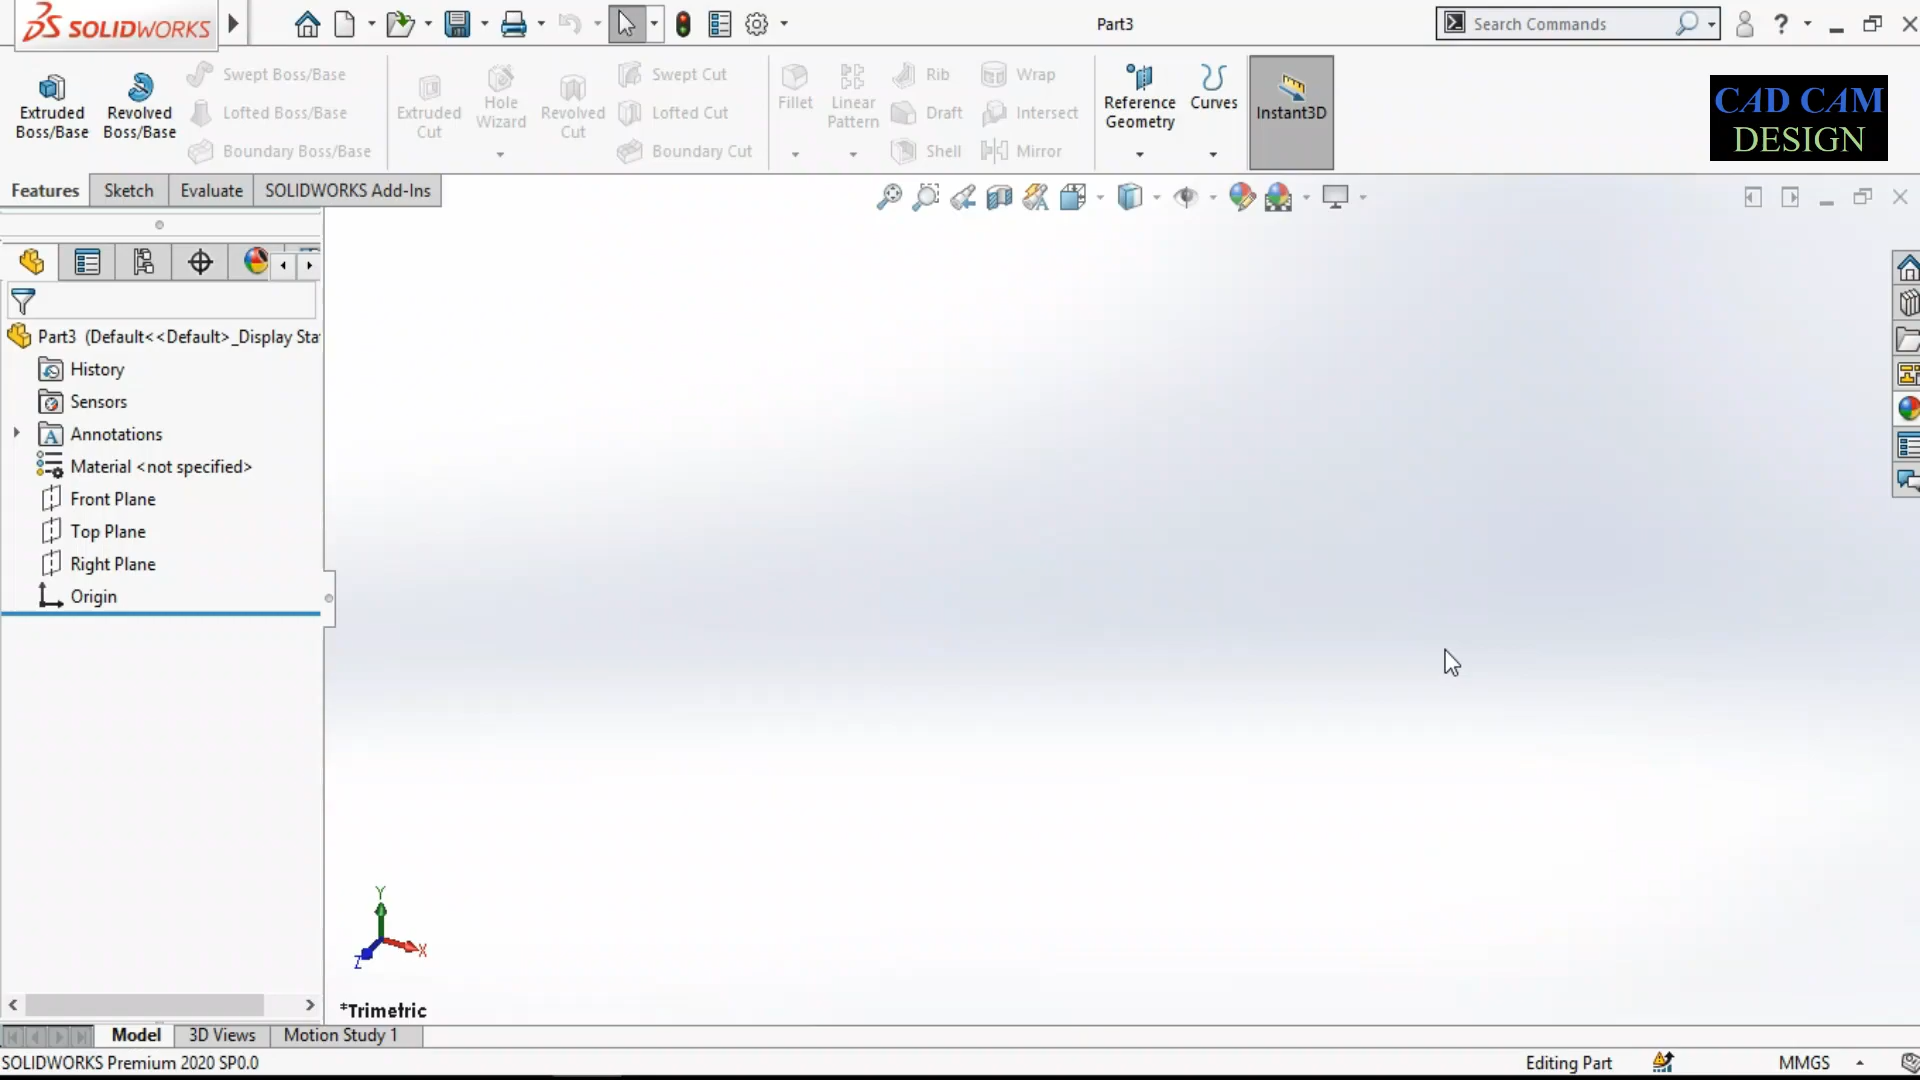 SOLIDWORKS
Part3
Search Commands
?
Extruded
Boss/Base
Revolved
Boss/Base
Swept Boss/Base
Lofted Boss/Base
Boundary Boss/Base
Extruded
Cut
Hole
Wizard
Revolved
Cut
Swept Cut
Lofted Cut
Boundary Cut
Fillet
Linear
Pattern
Rib
Draft
Shell
Wrap
Intersect
Mirror
Reference
Geometry
Curves
Instant3D
CAD CAM
DESIGN
Features
Sketch
Evaluate
SOLIDWORKS Add-Ins
Part3 (Default<<Default>_Display Sta
History
Sensors
Annotations
Material <not specified>
Front Plane
Top Plane
Right Plane
Origin
Y
X
Z
*Trimetric
Model
3D Views
Motion Study 1
SOLIDWORKS Premium 2020 SP0.0
Editing Part
MMGS